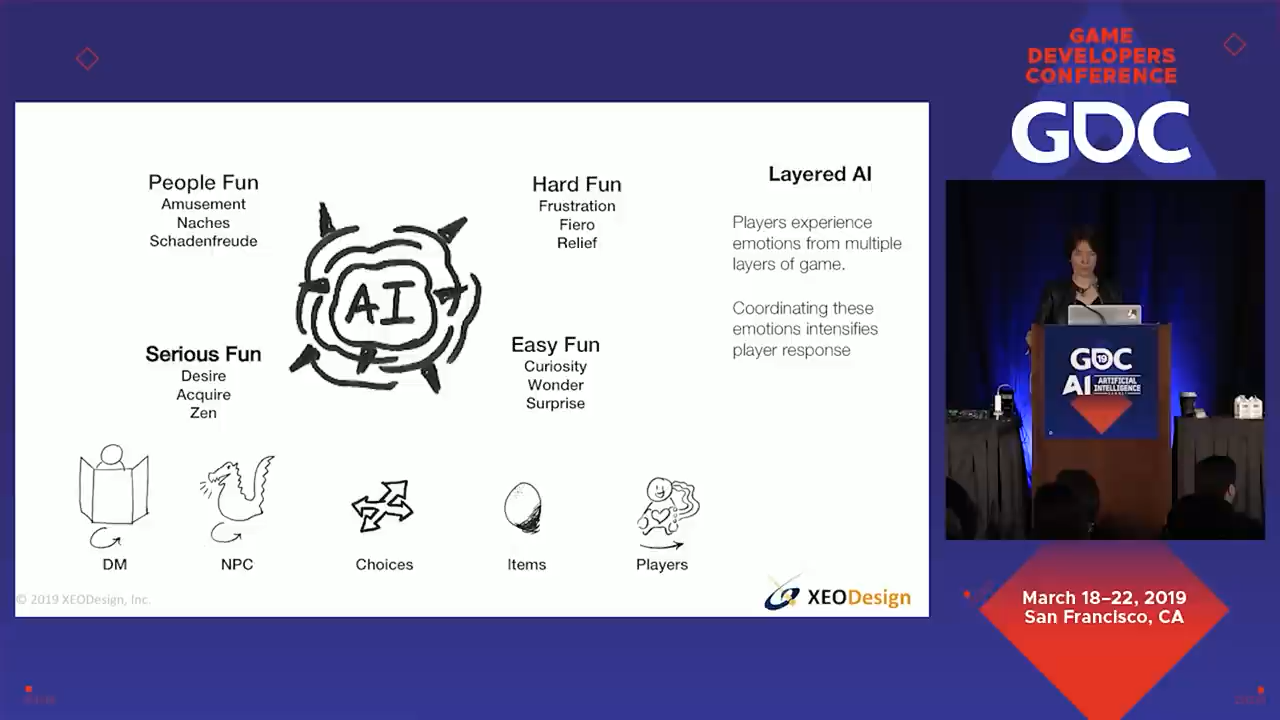 GAME
DEVELOPERS
CONFERENCE
GDC
People Fun
Amusement
Naches
Schadenfreude
Hard Fun
Frustration
Fiero
Relief
AI
Serious Fun
Desire
Acquire
Zen
Easy Fun
Curiosity
Wonder
Surprise
Layered AI
Players experience
emotions from multiple
layers of game.
Coordinating these
emotions intensifies
player response
DM
NPC
Choices
Items
Players
© 2019 XEODesign, Inc.
XEODesign
GDC
19
AI ARTIFICIAL
INTELLIGENCE
March 18–22, 2019
San Francisco, CA